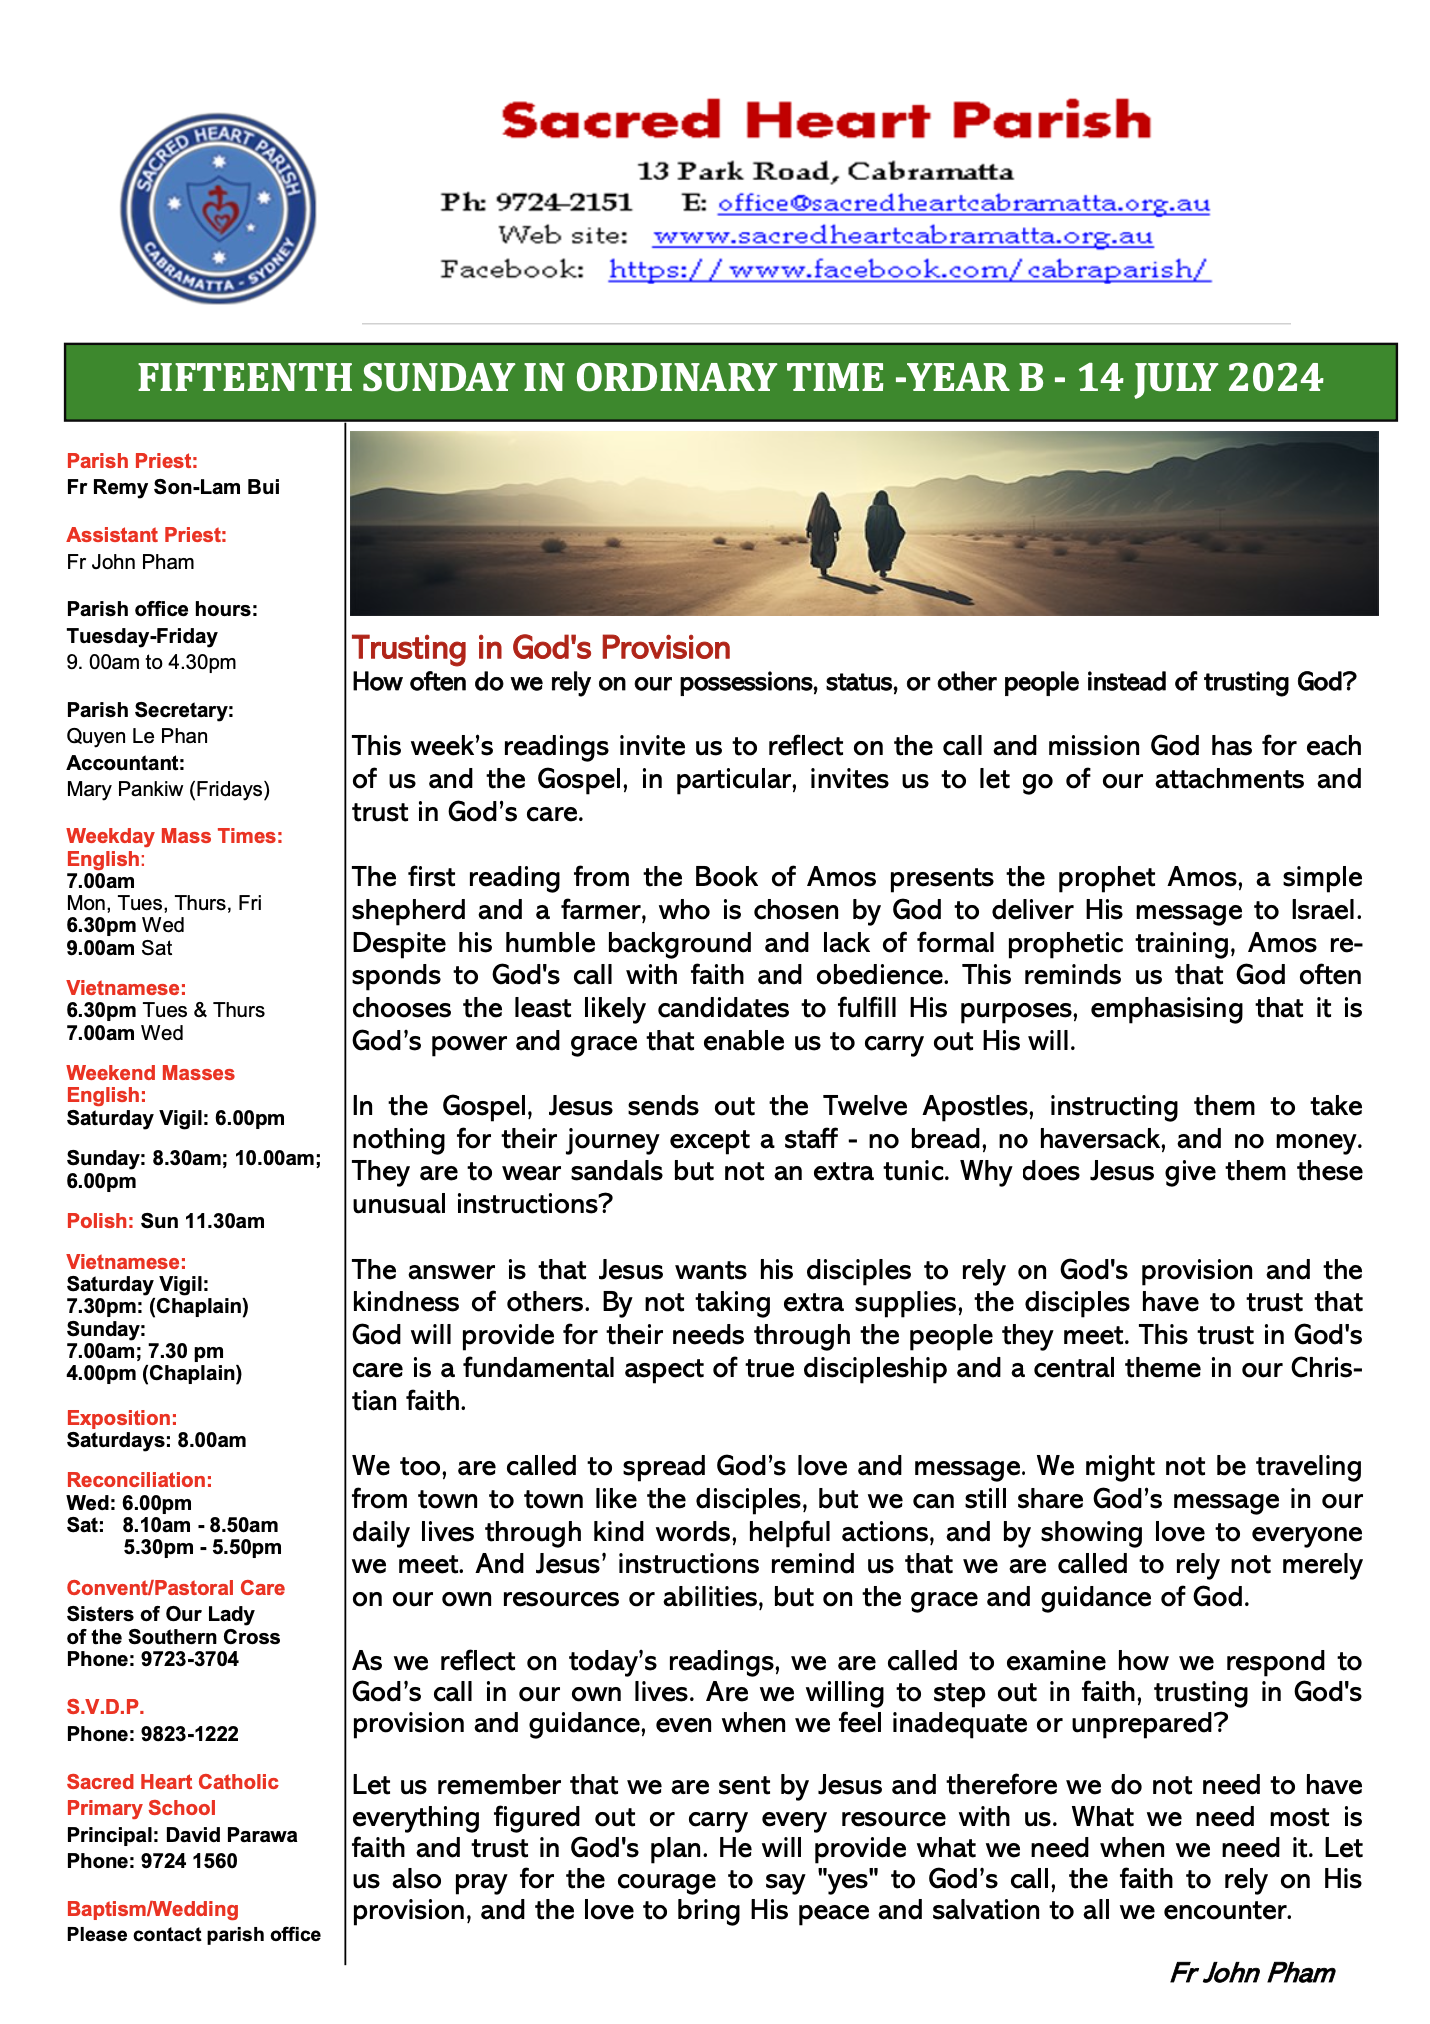 SACRED HEART PARISH
CABRAMATTA - SYDNEY
Sacred Heart Parish
13 Park Road, Cabramatta
Ph: 9724-2151 E: office@sacredheartcabramatta.org.au
Web site: www.sacredheartcabramatta.org.au
Facebook: https://www.facebook.com/cabraparish/
FIFTEENTH SUNDAY IN ORDINARY TIME -YEAR B - 14 JULY 2024
Parish Priest:
Fr Remy Son-Lam Bui
Assistant Priest:
Fr John Pham
Parish office hours:
Tuesday-Friday
9. 00am to 4.30pm
Parish Secretary:
Quyen Le Phan
Accountant:
Mary Pankiw (Fridays)
Weekday Mass Times:
English:
7.00am
Mon, Tues, Thurs, Fri
6.30pm Wed
9.00am Sat
Vietnamese:
6.30pm Tues & Thurs
7.00am Wed
Weekend Masses
English:
Saturday Vigil: 6.00pm
Sunday: 8.30am; 10.00am;
6.00pm
Polish: Sun 11.30am
Vietnamese:
Saturday Vigil:
7.30pm: (Chaplain)
Sunday:
7.00am; 7.30 pm
4.00pm (Chaplain)
Exposition:
Saturdays: 8.00am
Reconciliation:
Wed: 6.00pm
Sat: 8.10am - 8.50am
5.30pm - 5.50pm
Convent/Pastoral Care
Sisters of Our Lady
of the Southern Cross
Phone: 9723-3704
S.V.D.P.
Phone: 9823-1222
Sacred Heart Catholic
Primary School
Principal: David Parawa
Phone: 9724 1560
Baptism/Wedding
Please contact parish office
Trusting in God's Provision
How often do we rely on our possessions, status, or other people instead of trusting God?
This week’s readings invite us to reflect on the call and mission God has for each
of us and the Gospel, in particular, invites us to let go of our attachments and
trust in God’s care.
The first reading from the Book of Amos presents the prophet Amos, a simple
shepherd and a farmer, who is chosen by God to deliver His message to Israel.
Despite his humble background and lack of formal prophetic training, Amos re-
sponds to God's call with faith and obedience. This reminds us that God often
chooses the least likely candidates to fulfill His purposes, emphasising that it is
God’s power and grace that enable us to carry out His will.
In the Gospel, Jesus sends out the Twelve Apostles, instructing them to take
nothing for their journey except a staff - no bread, no haversack, and no money.
They are to wear sandals but not an extra tunic. Why does Jesus give them these
unusual instructions?
The answer is that Jesus wants his disciples to rely on God's provision and the
kindness of others. By not taking extra supplies, the disciples have to trust that
God will provide for their needs through the people they meet. This trust in God's
care is a fundamental aspect of true discipleship and a central theme in our Chris-
tian faith.
We too, are called to spread God’s love and message. We might not be traveling
from town to town like the disciples, but we can still share God’s message in our
daily lives through kind words, helpful actions, and by showing love to everyone
we meet. And Jesus’ instructions remind us that we are called to rely not merely
on our own resources or abilities, but on the grace and guidance of God.
As we reflect on today’s readings, we are called to examine how we respond to
God’s call in our own lives. Are we willing to step out in faith, trusting in God's
provision and guidance, even when we feel inadequate or unprepared?
Let us remember that we are sent by Jesus and therefore we do not need to have
everything figured out or carry every resource with us. What we need most is
faith and trust in God's plan. He will provide what we need when we need it. Let
us also pray for the courage to say "yes" to God’s call, the faith to rely on His
provision, and the love to bring His peace and salvation to all we encounter.
Fr John Pham